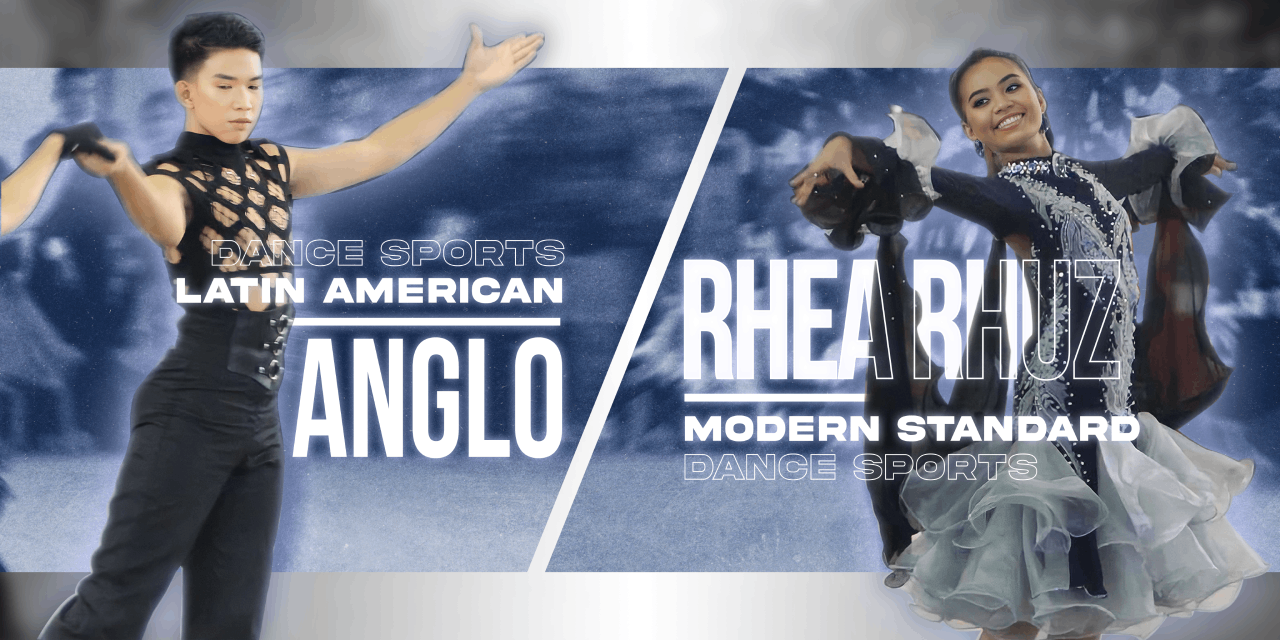 DANCE SPORTS
LATIN AMERICAN
ANGLO
RHEA RHUZ
MODERN STANDARD
DANCE SPORTS